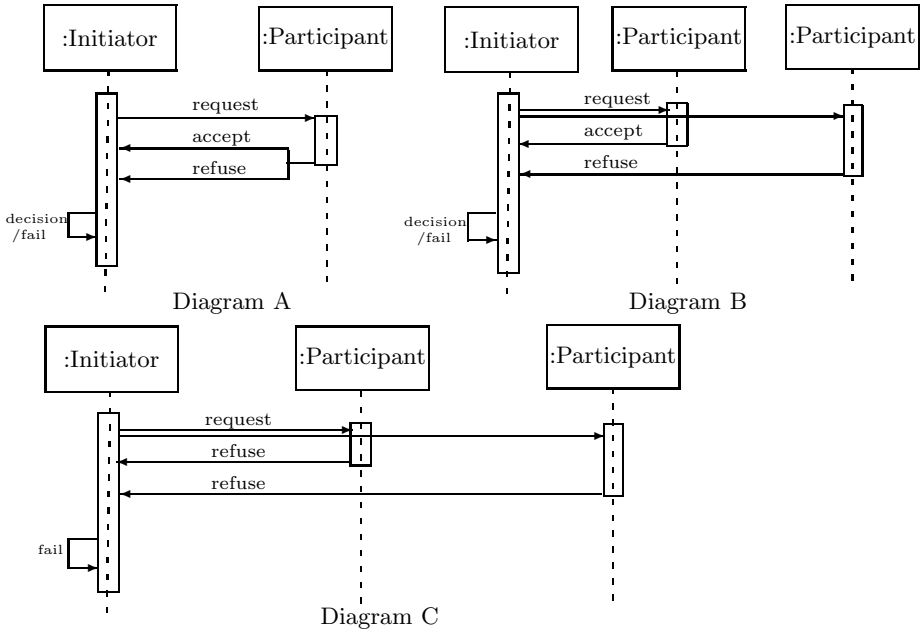 :Initiator
:Participant
request
accept
refuse
decision
/fail
Diagram A
:Initiator
:Participant
:Participant
request
accept
refuse
decision
/fail
Diagram B
:Initiator
:Participant
:Participant
request
refuse
refuse
fail
Diagram C